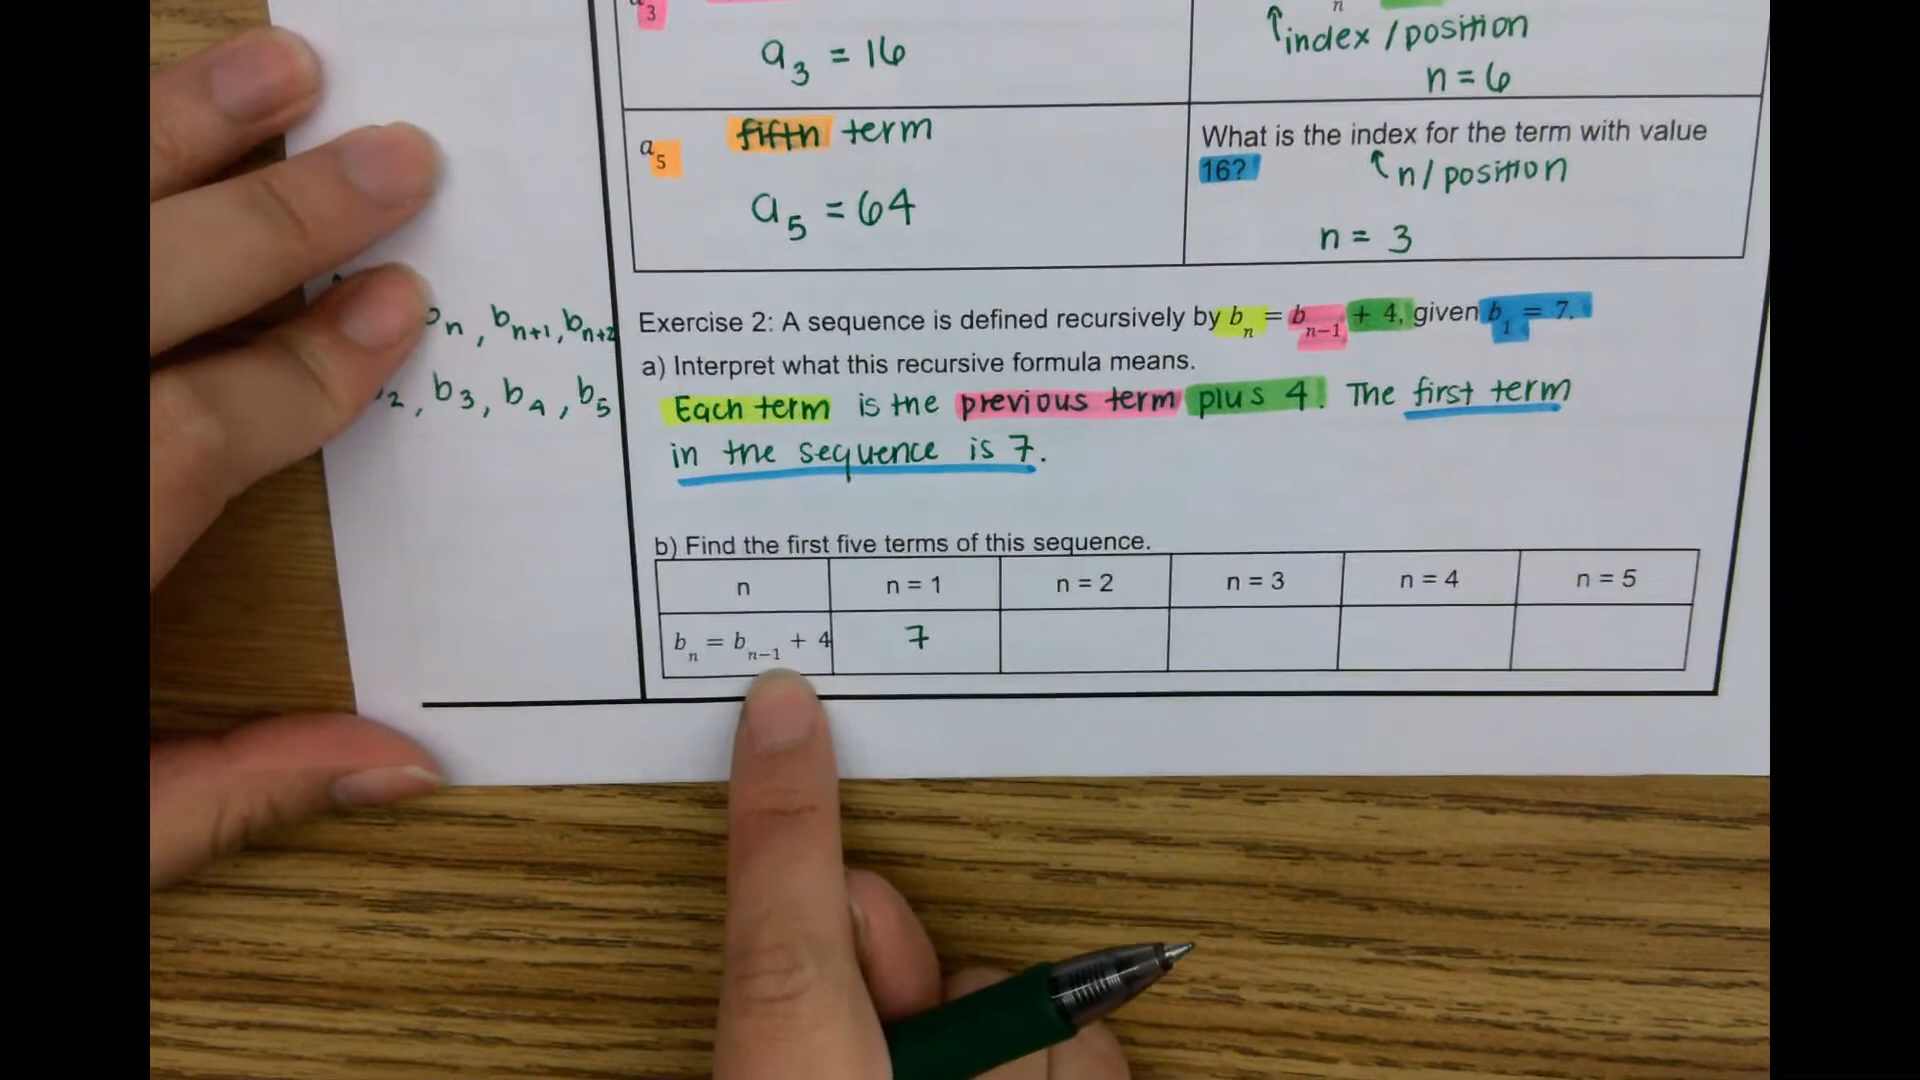 a3
n
↑index / position
a3 = 16
n = 6
a5 fifth term
What is the index for the term with value
16? ↑n / position
a5 = 64
n = 3
bn, bn+1, bn+2
Exercise 2: A sequence is defined recursively by bn = bn−1 + 4, given b1 = 7.
a) Interpret what this recursive formula means.
2, b3, b4, b5
Each term is the previous term plus 4. The first term
in the sequence is 7.
b) Find the first five terms of this sequence.
n n = 1 n = 2 n = 3 n = 4 n = 5
bn = bn−1 + 4 7